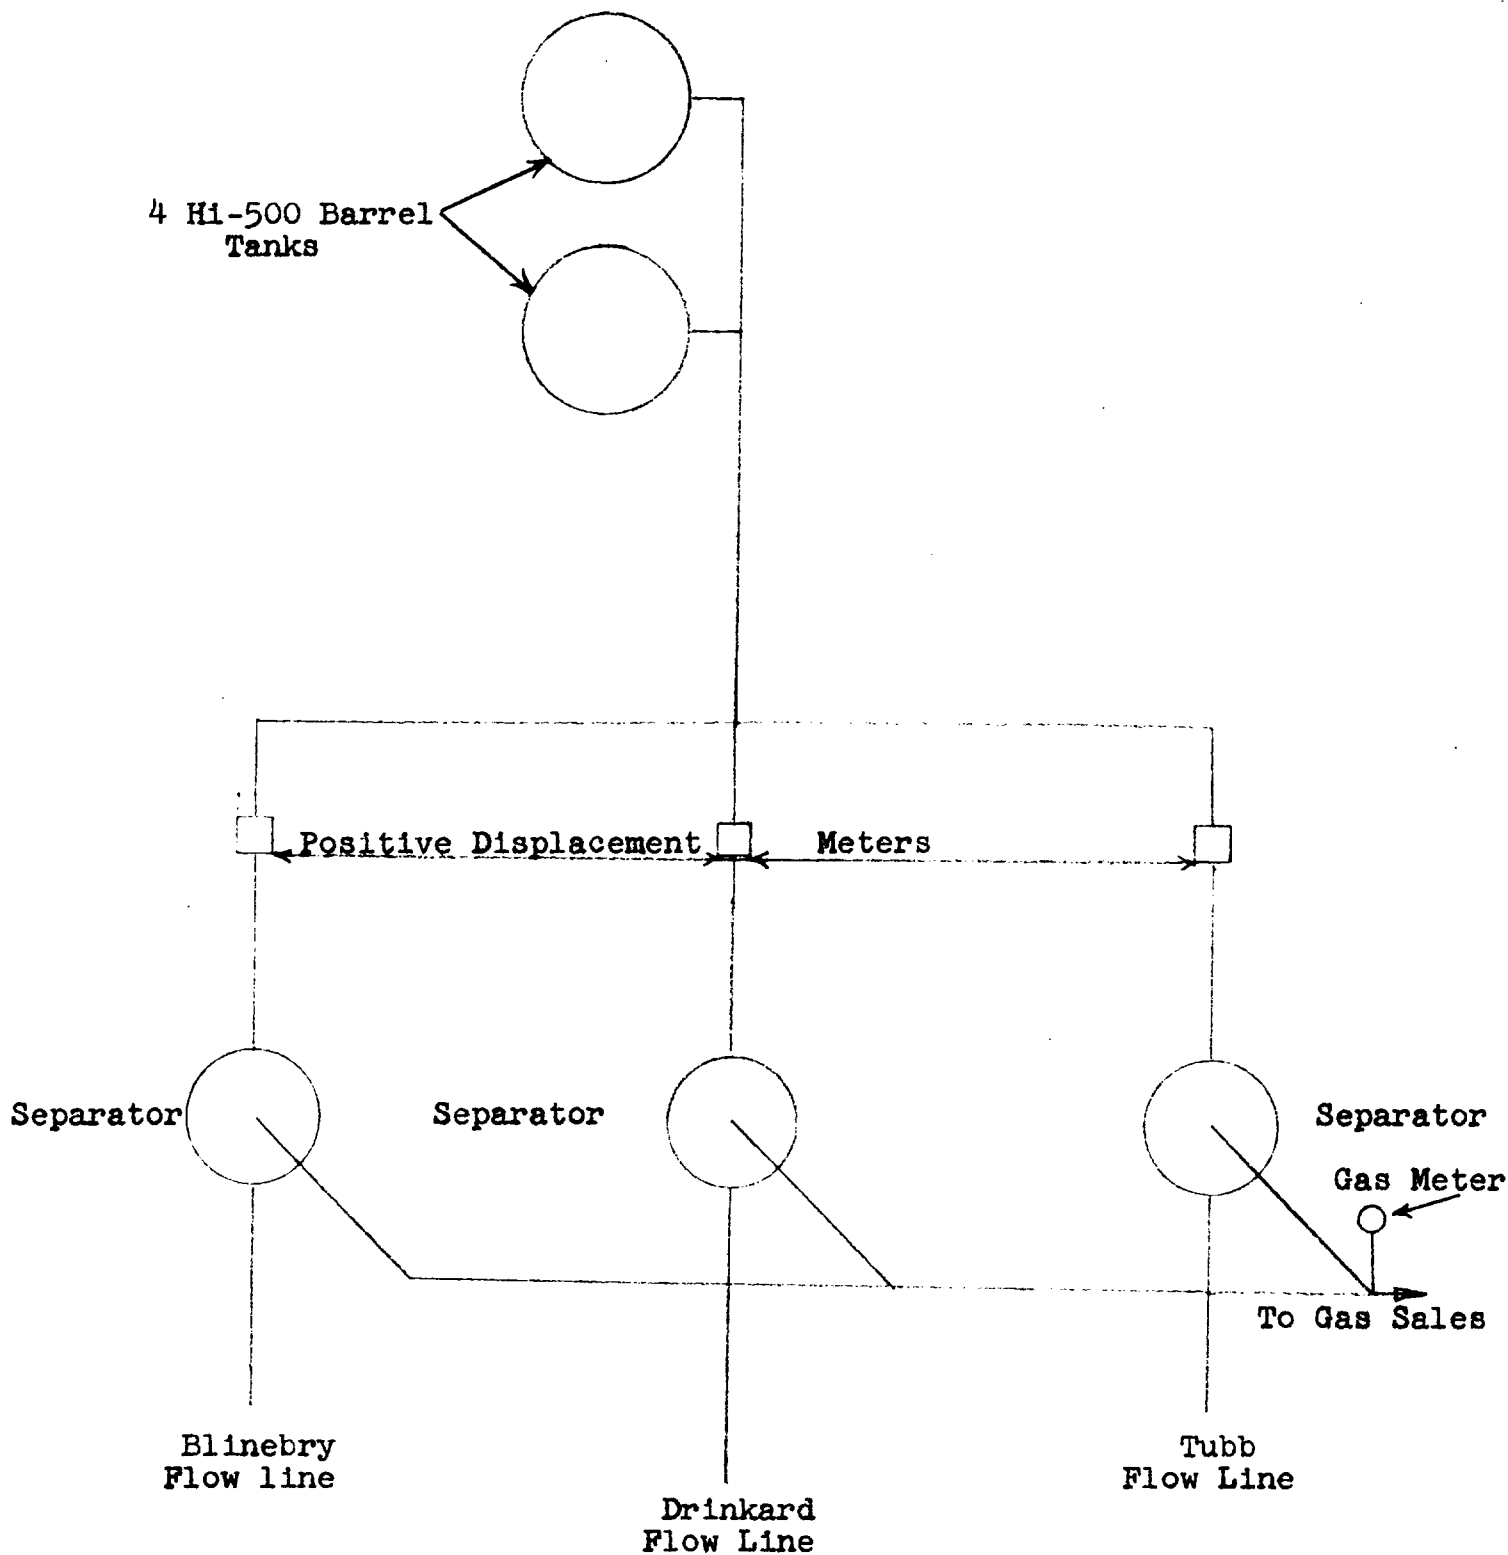 4 Hi-500 Barrel
Tanks
Positive Displacement Meters
Separator
Separator
Separator
Gas Meter
To Gas Sales
Blinebry
Flow line
Tubb
Flow Line
Drinkard
Flow Line